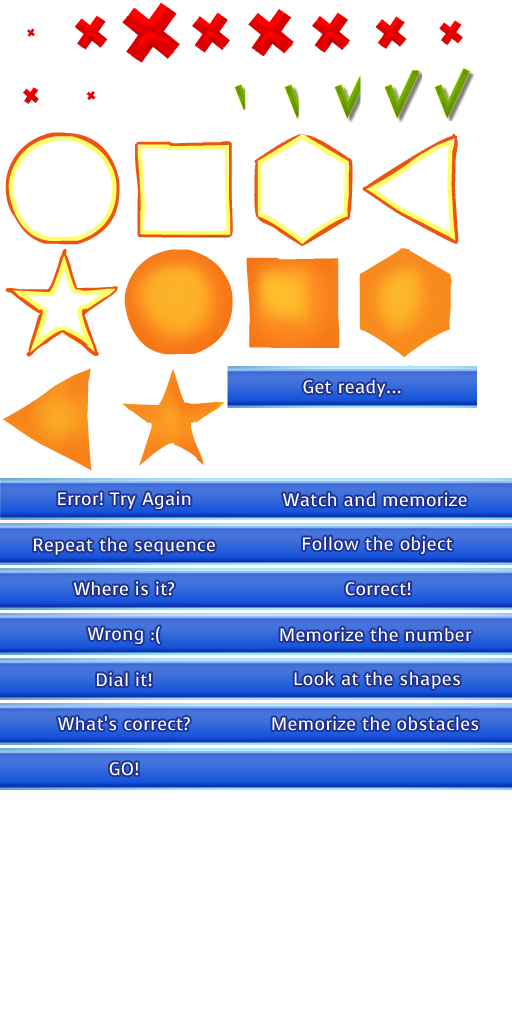 Get ready...
Error! Try Again
Watch and memorize
Repeat the sequence
Follow the object
Where is it?
Correct!
Wrong :(
Memorize the number
Dial it!
Look at the shapes
What's correct?
Memorize the obstacles
GO!